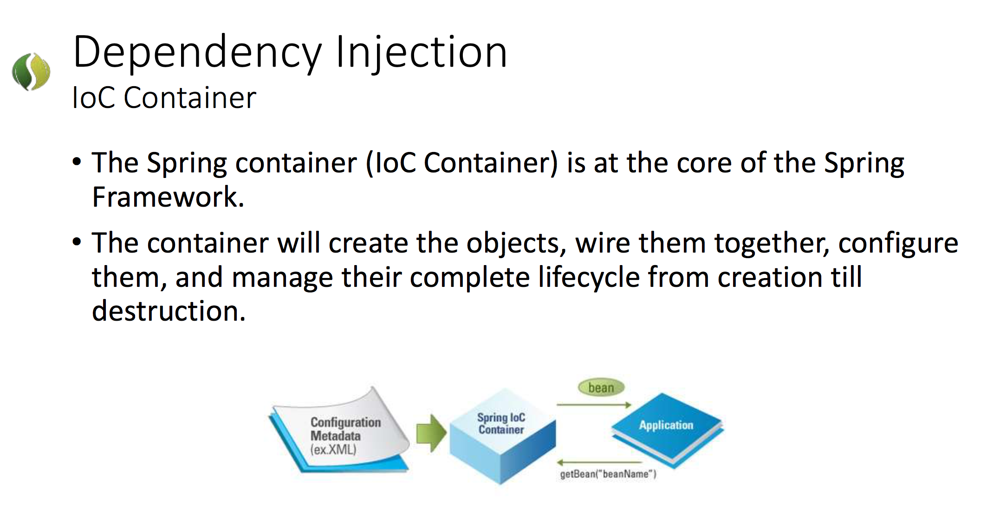 Dependency Injection
IoC Container
• The Spring container (IoC Container) is at the core of the Spring
Framework.
• The container will create the objects, wire them together, configure
them, and manage their complete lifecycle from creation till
destruction.
Configuration
Metadata
(ex.XML)
Spring IoC
Container
bean
Application
getBean("beanName")